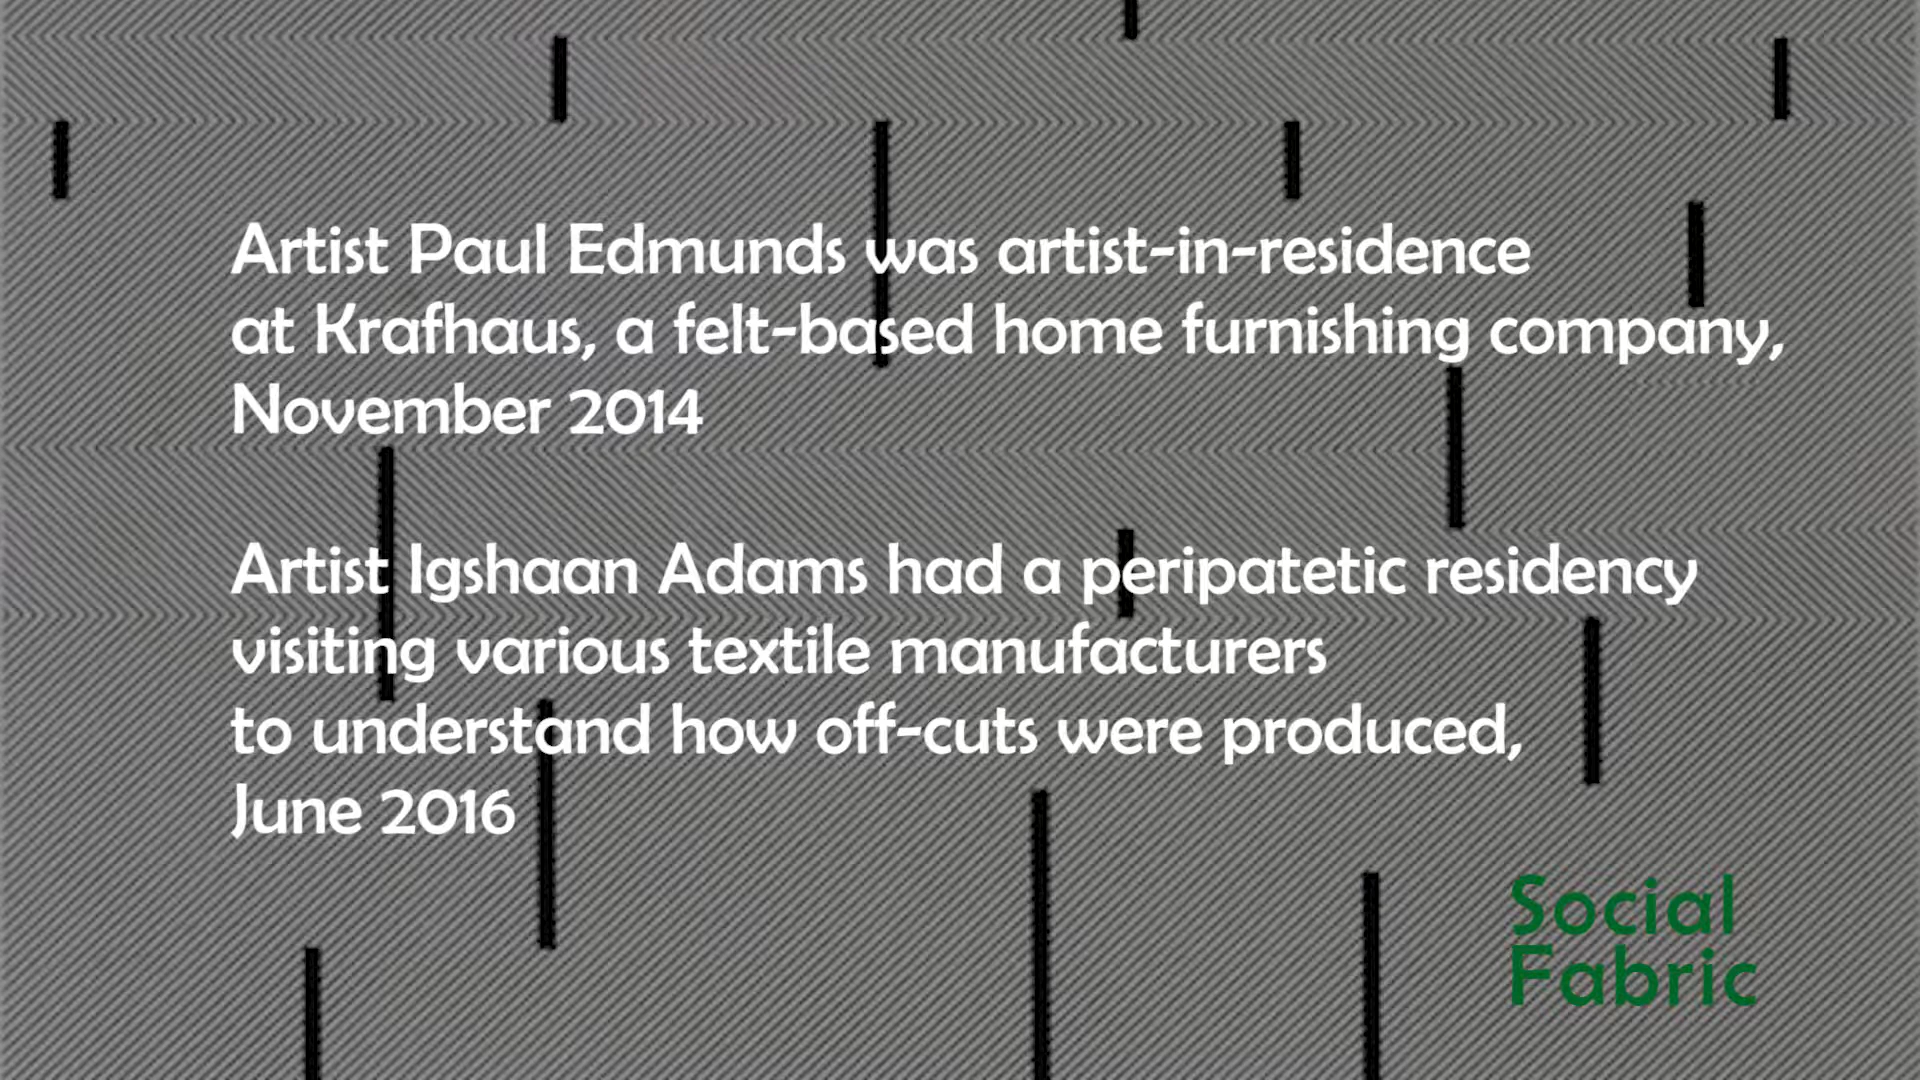 Artist Paul Edmunds was artist-in-residence
at Krafhaus, a felt-based home furnishing company,
November 2014
Artist Igshaan Adams had a peripatetic residency
visiting various textile manufacturers
to understand how off-cuts were produced,
June 2016
Social
Fabric